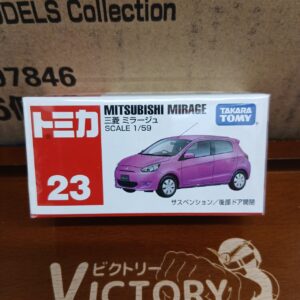 ODELS Collection
07846
トミカ
23
MITSUBISHI MIRAGE
三菱 ミラージュ
SCALE 1/59
TAKARA
TOMY
サスペンション/後部ドア開閉
ビクトリー
VICTORY